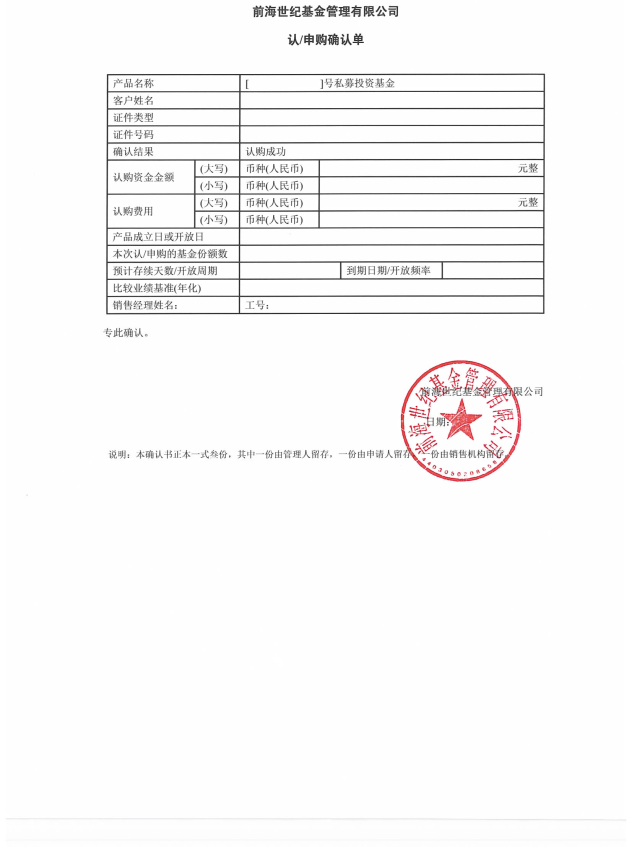 前海世纪基金管理有限公司
认/申购确认单
产品名称 [ ]号私募投资基金
客户姓名
证件类型
证件号码
确认结果 认购成功
认购资金金额 (大写) 币种(人民币) 元整
(小写) 币种(人民币)
认购费用 (大写) 币种(人民币) 元整
(小写) 币种(人民币)
产品成立日或开放日
本次认/申购的基金份额数
预计存续天数/开放周期 到期日期/开放频率
比较业绩基准(年化)
销售经理姓名: 工号:
专此确认。
前海世纪基金管理有限公司
日期:
说明：本确认书正本一式叁份，其中一份由管理人留存，一份由申请人留存，一份由销售机构留存。
前海世纪基金管理有限公司